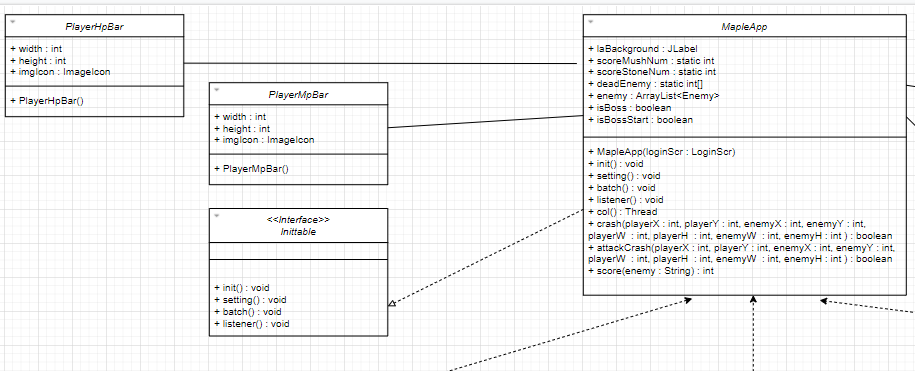 PlayerHpBar
+ width : int
+ height : int
+ imgIcon : ImageIcon
+ PlayerHpBar()
PlayerMpBar
+ width : int
+ height : int
+ imgIcon : ImageIcon
+ PlayerMpBar()
<<Interface>>
Inittable
+ init() : void
+ setting() : void
+ batch() : void
+ listener() : void
MapleApp
+ laBackground : JLabel
+ scoreMushNum : static int
+ scoreStoneNum : static int
+ deadEnemy : static int[]
+ enemy : ArrayList<Enemy>
+ isBoss : boolean
+ isBossStart : boolean
+ MapleApp(loginScr : LoginScr)
+ init() : void
+ setting() : void
+ batch() : void
+ listener() : void
+ col() : Thread
+ crash(playerX : int, playerY : int, enemyX : int, enemyY : int,
playerW : int, playerH : int, enemyW : int, enemyH : int ) : boolean
+ attackCrash(playerX : int, playerY : int, enemyX : int, enemyY : int,
playerW : int, playerH : int, enemyW : int, enemyH : int ) : boolean
+ score(enemy : String) : int